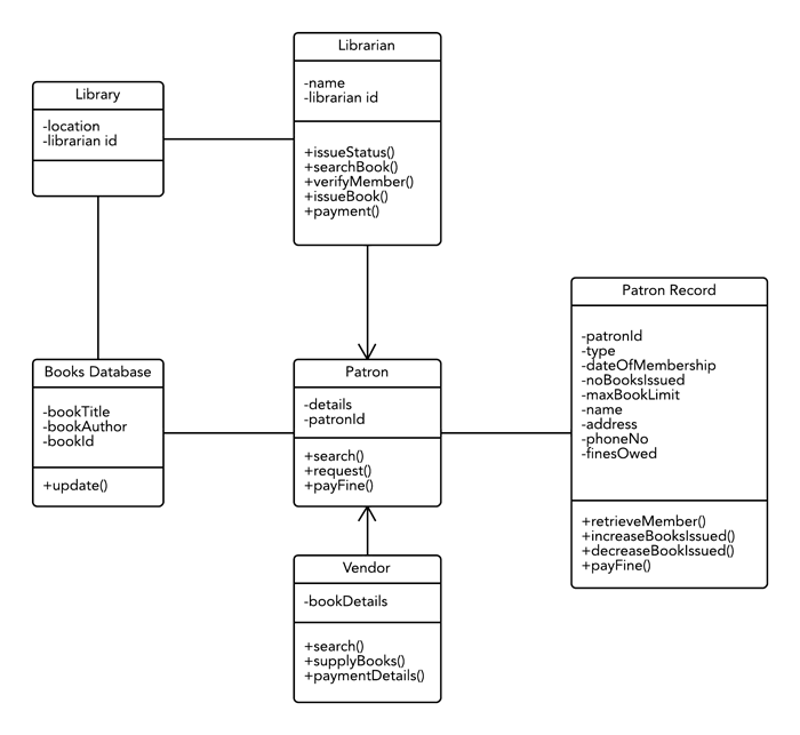 Librarian
-name
-librarian id
+issueStatus()
+searchBook()
+verifyMember()
+issueBook()
+payment()
Library
-location
-librarian id
Books Database
-bookTitle
-bookAuthor
-bookId
+update()
Patron
-details
-patronId
+search()
+request()
+payFine()
Patron Record
-patronId
-type
-dateOfMembership
-noBooksIssued
-maxBookLimit
-name
-address
-phoneNo
-finesOwed
+retrieveMember()
+increaseBooksIssued()
+decreaseBookIssued()
+payFine()
Vendor
-bookDetails
+search()
+supplyBooks()
+paymentDetails()